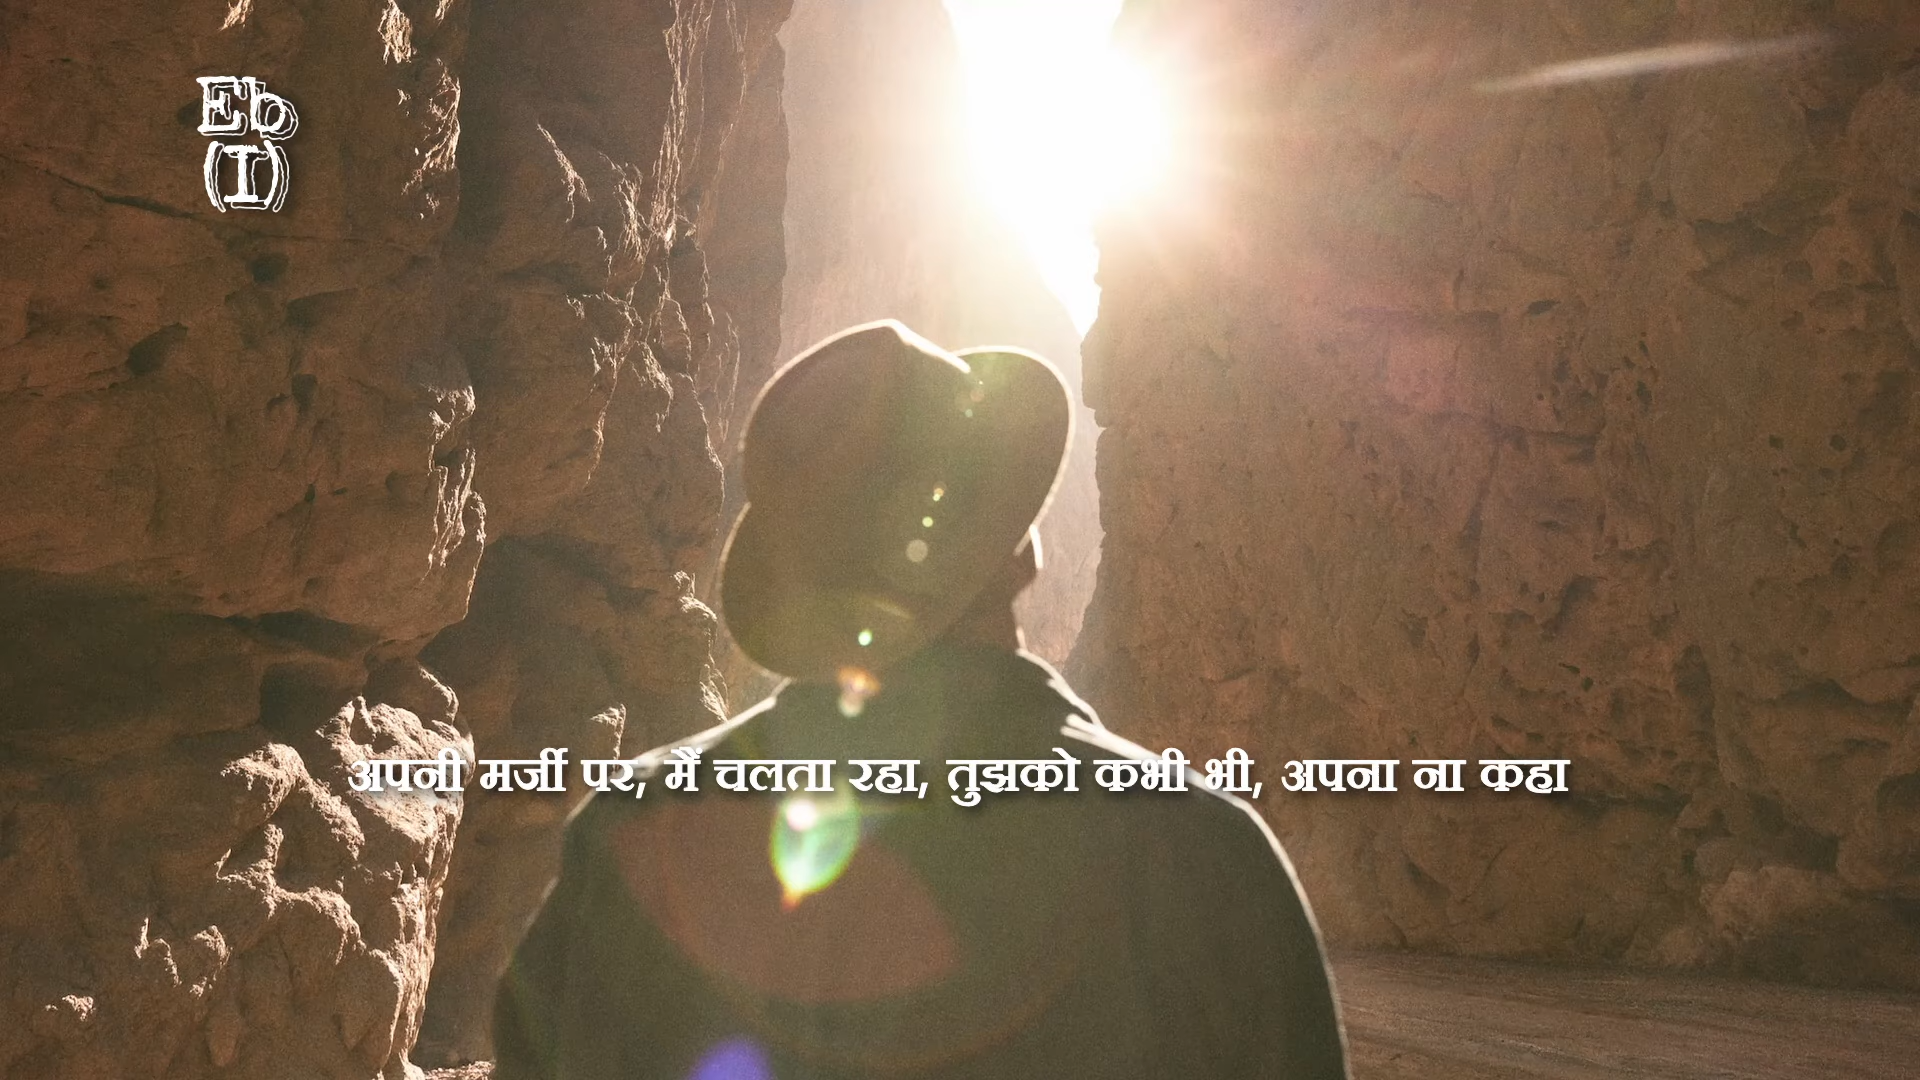 Eb
(I)
अपनी मर्जी पर, मैं चलता रहा, तुझको कभी भी, अपना ना कहा